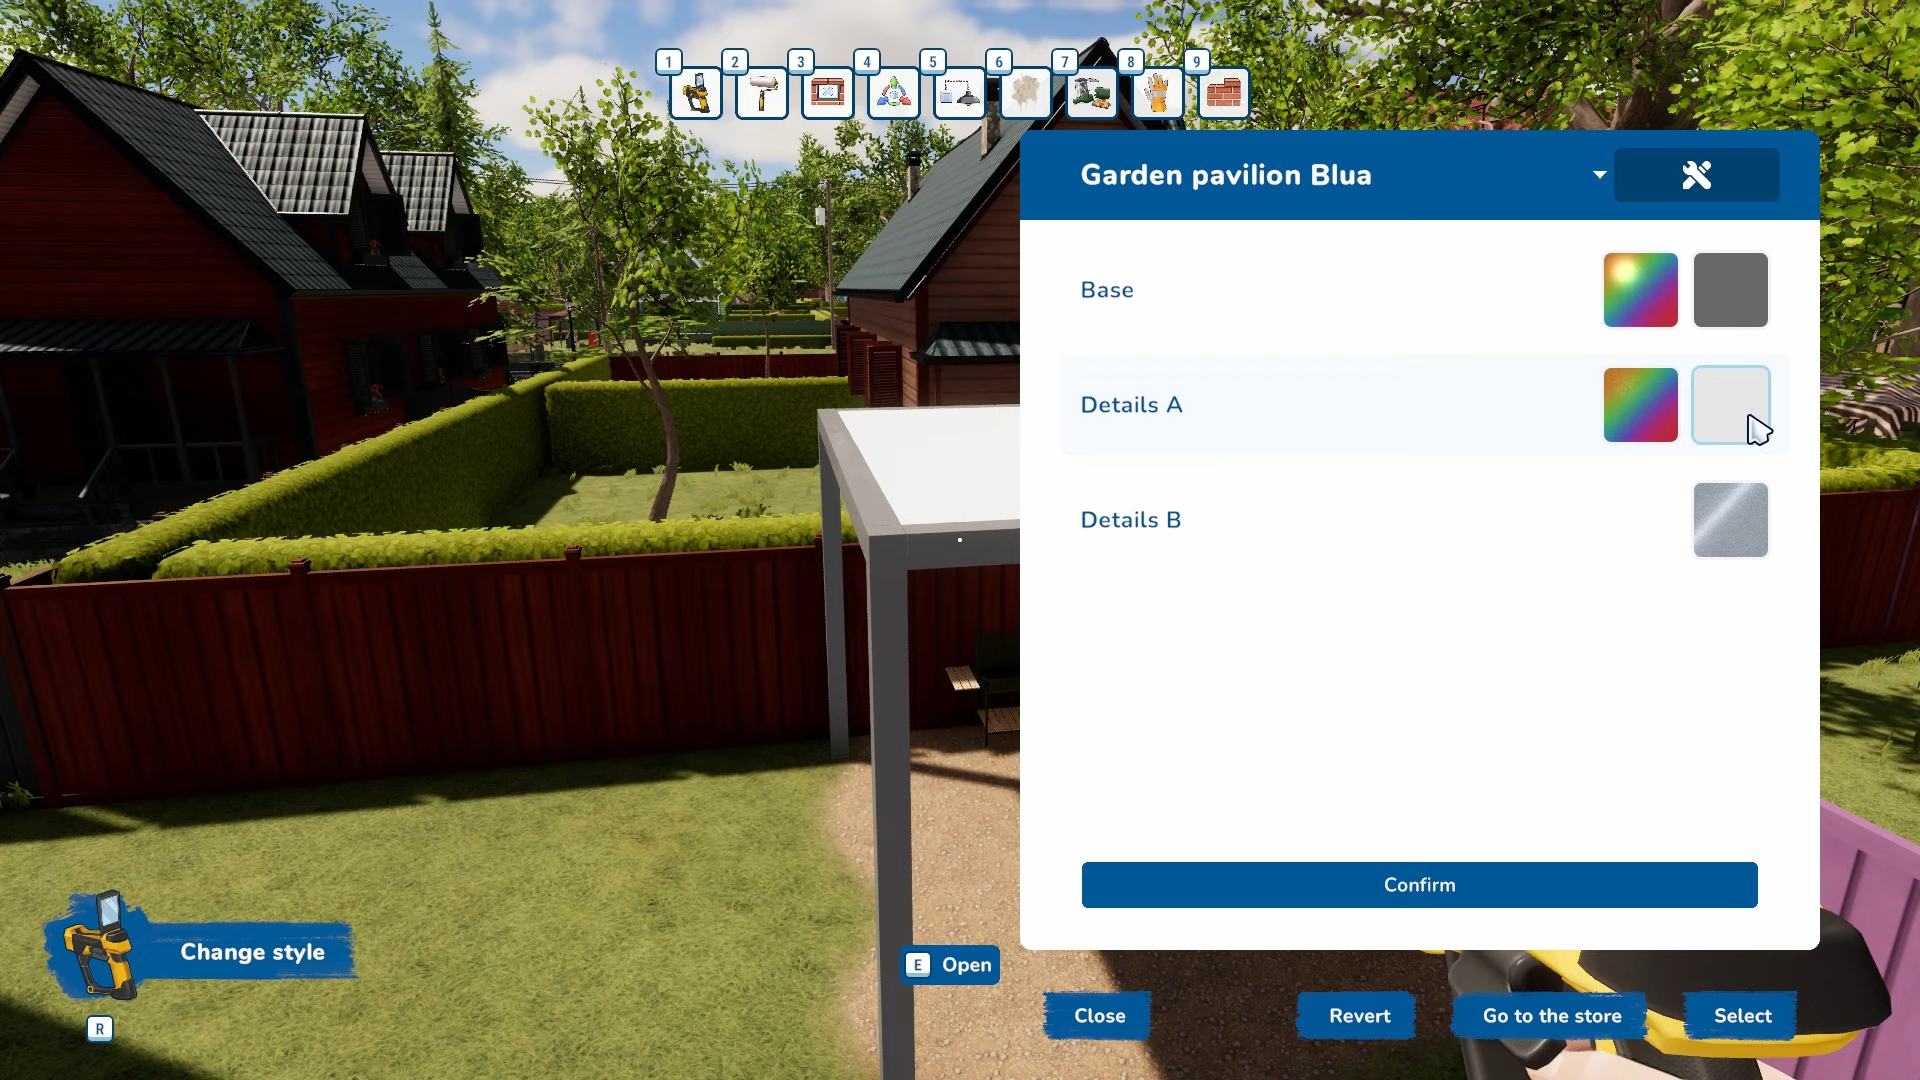 1 2 3 4 5 6 7 8 9
Garden pavilion Blua
Base
Details A
Details B
Confirm
Change style
R
E Open
Close Revert Go to the store Select